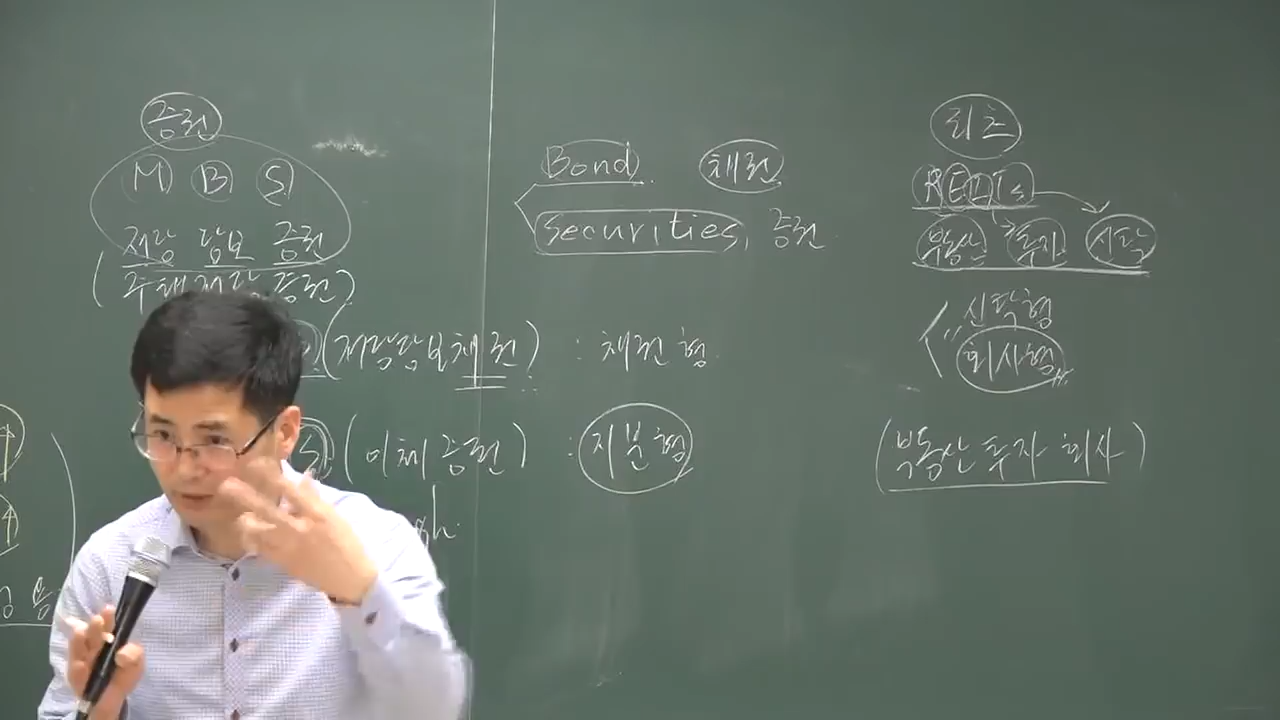 증권
M B S
저당 담보 증권
(주택저당증권)
(저당담보채권) : 채권형
(이체증권) : 지분형
Bond 채권
Securities, 증권
리츠
REITs
부동산 투자 신탁
신탁형
"회사형"
(부동산 투자 회사)